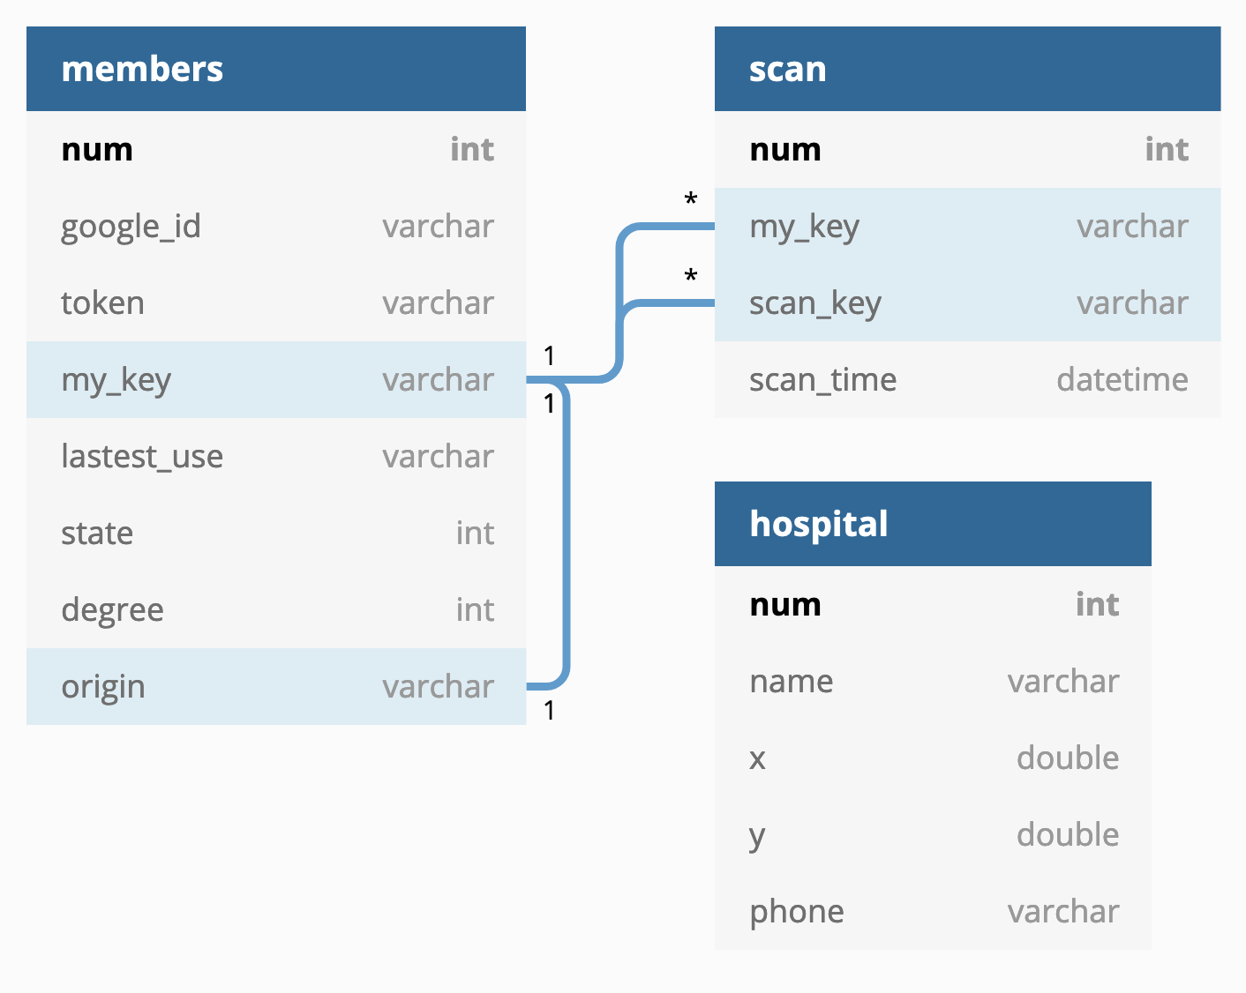 members
num int
google_id varchar
token varchar
my_key varchar
lastest_use varchar
state int
degree int
origin varchar
1
1
1
*
*
scan
num int
my_key varchar
scan_key varchar
scan_time datetime
hospital
num int
name varchar
x double
y double
phone varchar